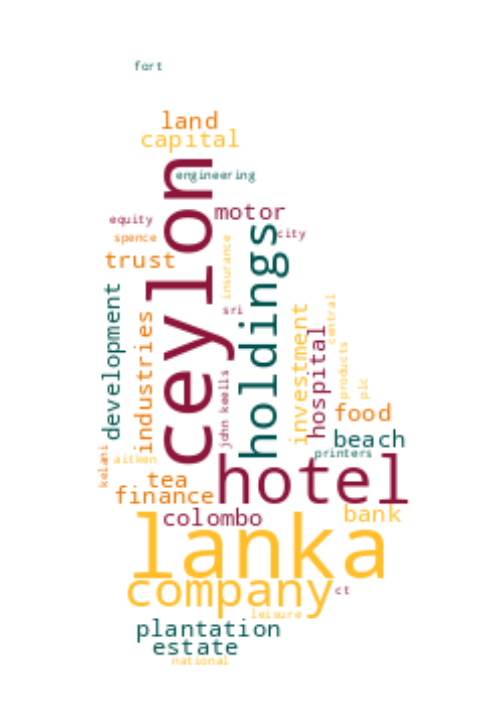 fort
land
capital
ceylon
engineering
motor
equity
city
spence
holdings
trust
insurance
development
sri
industries
central
investment
hospital
products
john keells
plc
food
beach
kelani
aitken
printers
hotel
tea
finance
bank
colombo
lanka
company
ct
leisure
plantation
estate
national